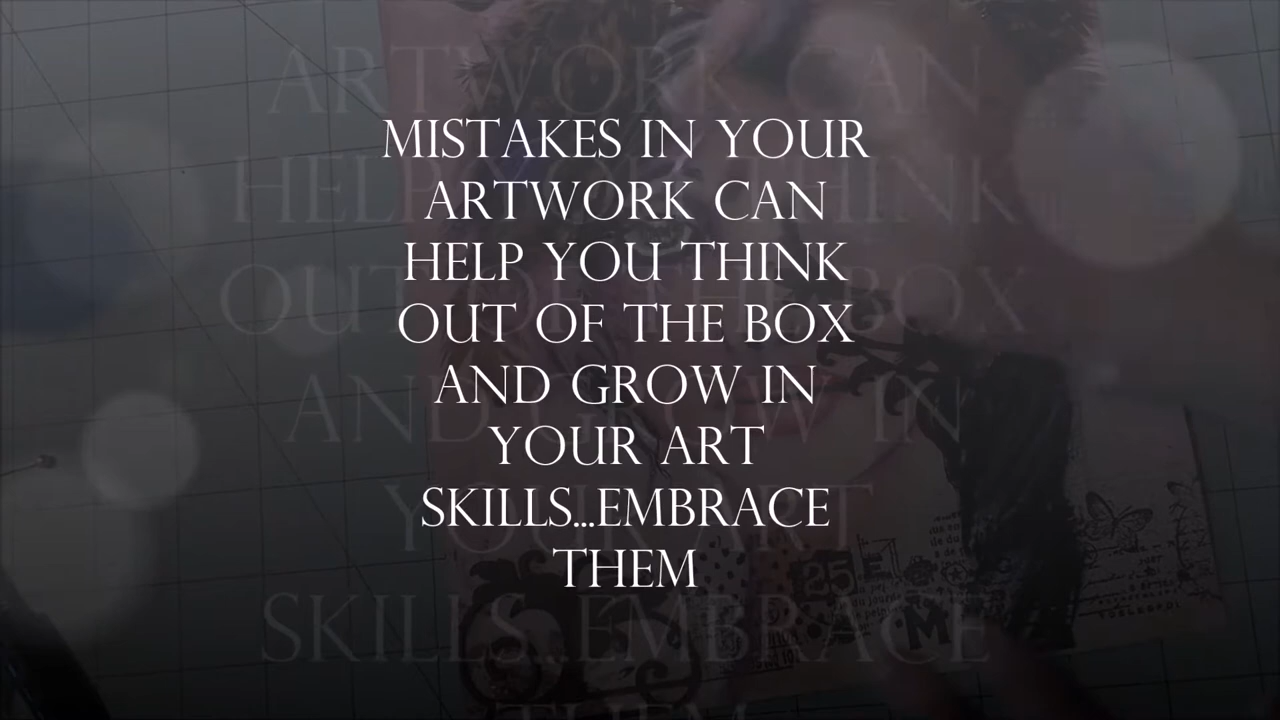 MISTAKES IN YOUR
ARTWORK CAN
HELP YOU THINK
OUT OF THE BOX
AND GROW IN
YOUR ART
SKILLS...EMBRACE
THEM
25
M